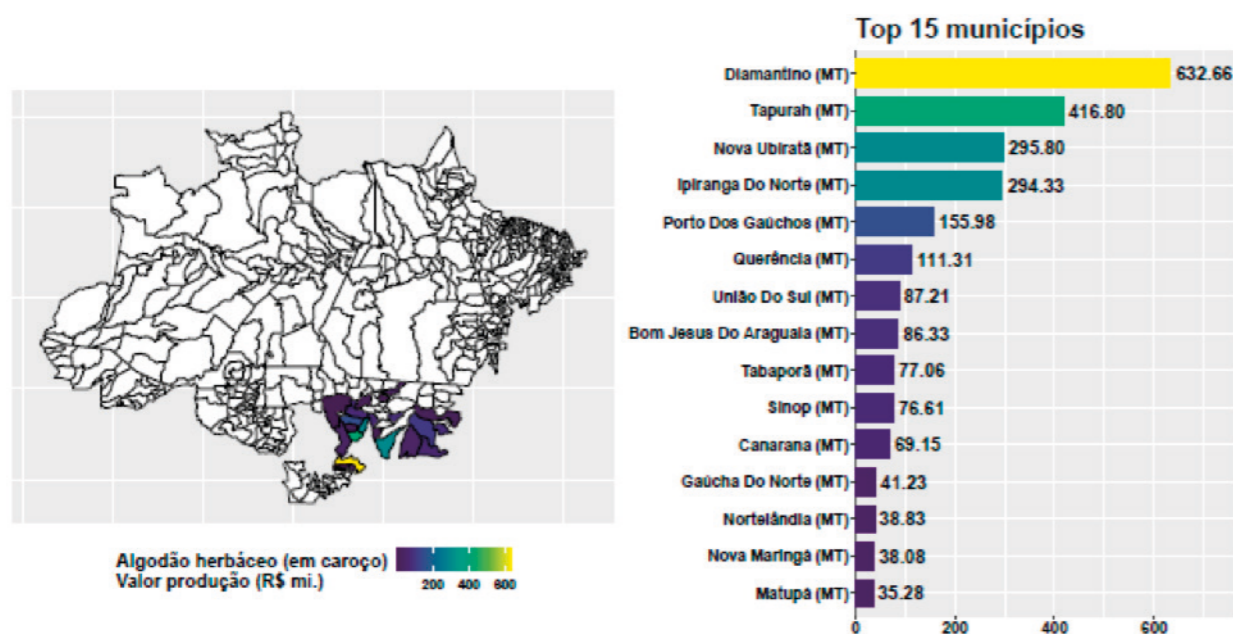 Top 15 municípios
Diamantino (MT)
632.66
Tapurah (MT)
416.80
Nova Ubiratã (MT)
295.80
Ipiranga Do Norte (MT)
294.33
Porto Dos Gaúchos (MT)
155.98
Querência (MT)
111.31
União Do Sul (MT)
87.21
Bom Jesus Do Araguaia (MT)
86.33
Tabaporã (MT)
77.06
Sinop (MT)
76.61
Canarana (MT)
69.15
Gaúcha Do Norte (MT)
41.23
Nortelândia (MT)
38.83
Nova Maringá (MT)
38.08
Matupá (MT)
35.28
0 200 400 600
Algodão herbáceo (em caroço)
Valor produção (R$ mi.)
200 400 600